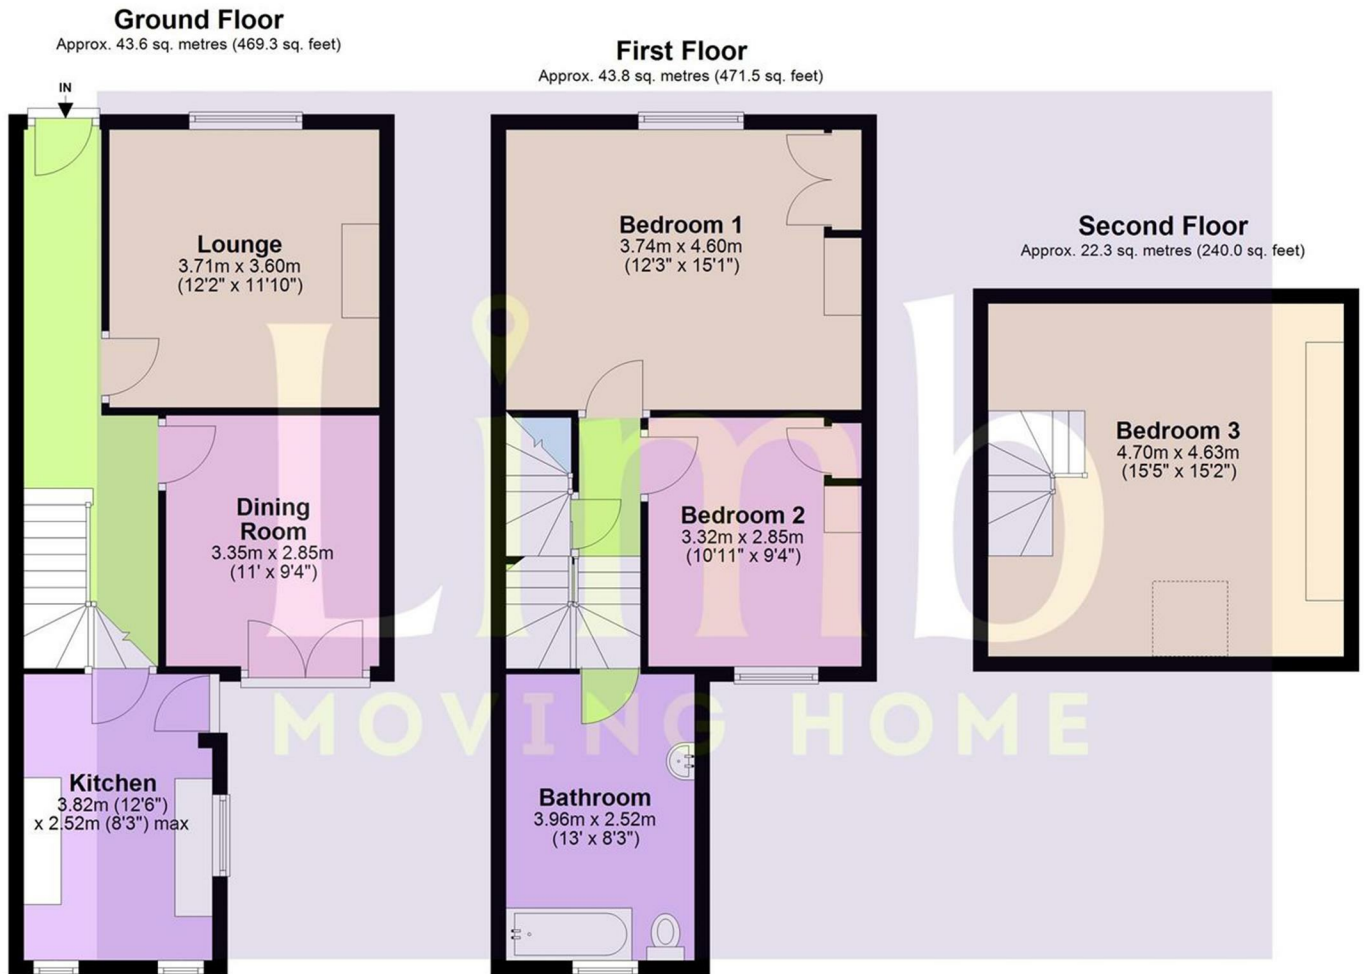 Ground Floor
Approx. 43.6 sq. metres (469.3 sq. feet)
IN
Lounge
3.71m x 3.60m
(12'2" x 11'10")
Dining
Room
3.35m x 2.85m
(11' x 9'4")
Kitchen
3.82m (12'6")
x 2.52m (8'3") max
First Floor
Approx. 43.8 sq. metres (471.5 sq. feet)
Bedroom 1
3.74m x 4.60m
(12'3" x 15'1")
Bedroom 2
3.32m x 2.85m
(10'11" x 9'4")
Bathroom
3.96m x 2.52m
(13' x 8'3")
Second Floor
Approx. 22.3 sq. metres (240.0 sq. feet)
Bedroom 3
4.70m x 4.63m
(15'5" x 15'2")
Limb
MOVING HOME